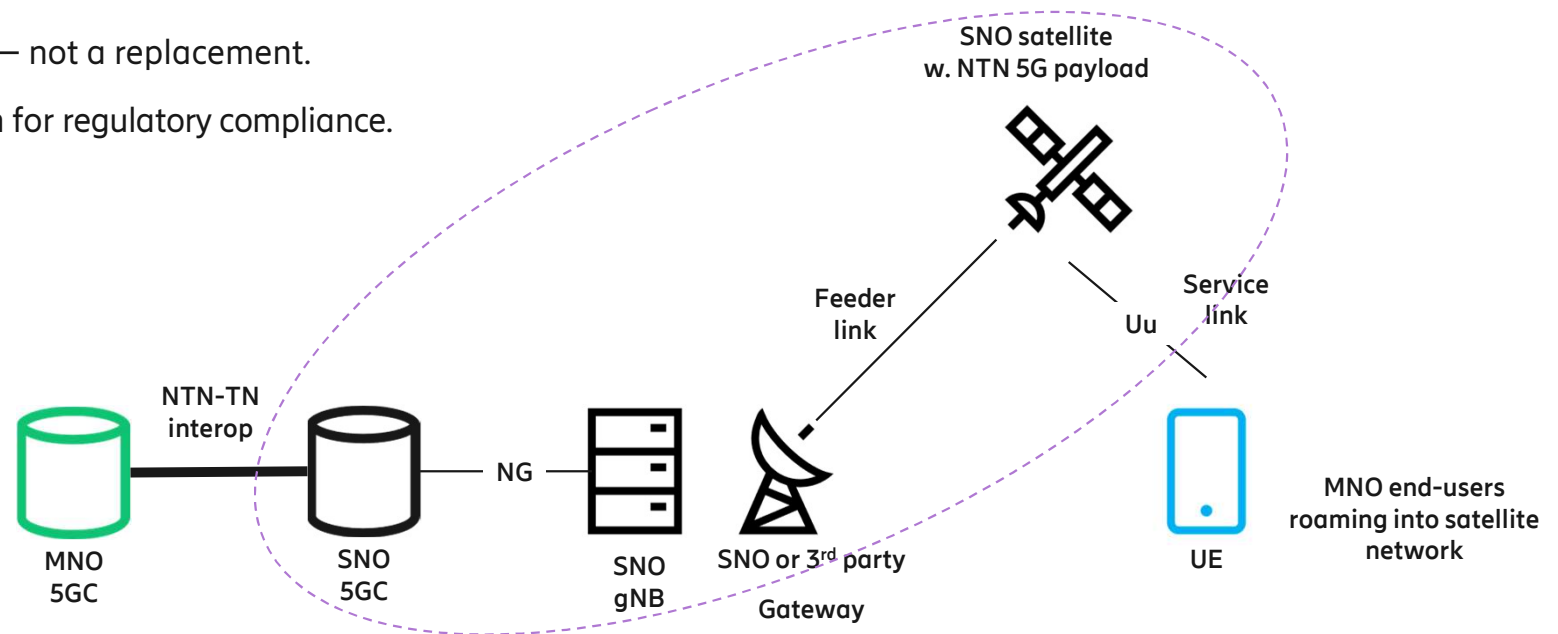 – not a replacement.
for regulatory compliance.
SNO satellite
w. NTN 5G payload
Feeder
link
Service
link
Uu
NTN-TN
interop
NG
MNO
5GC
SNO
5GC
SNO
gNB
SNO or 3rd party
Gateway
UE
MNO end-users
roaming into satellite
network